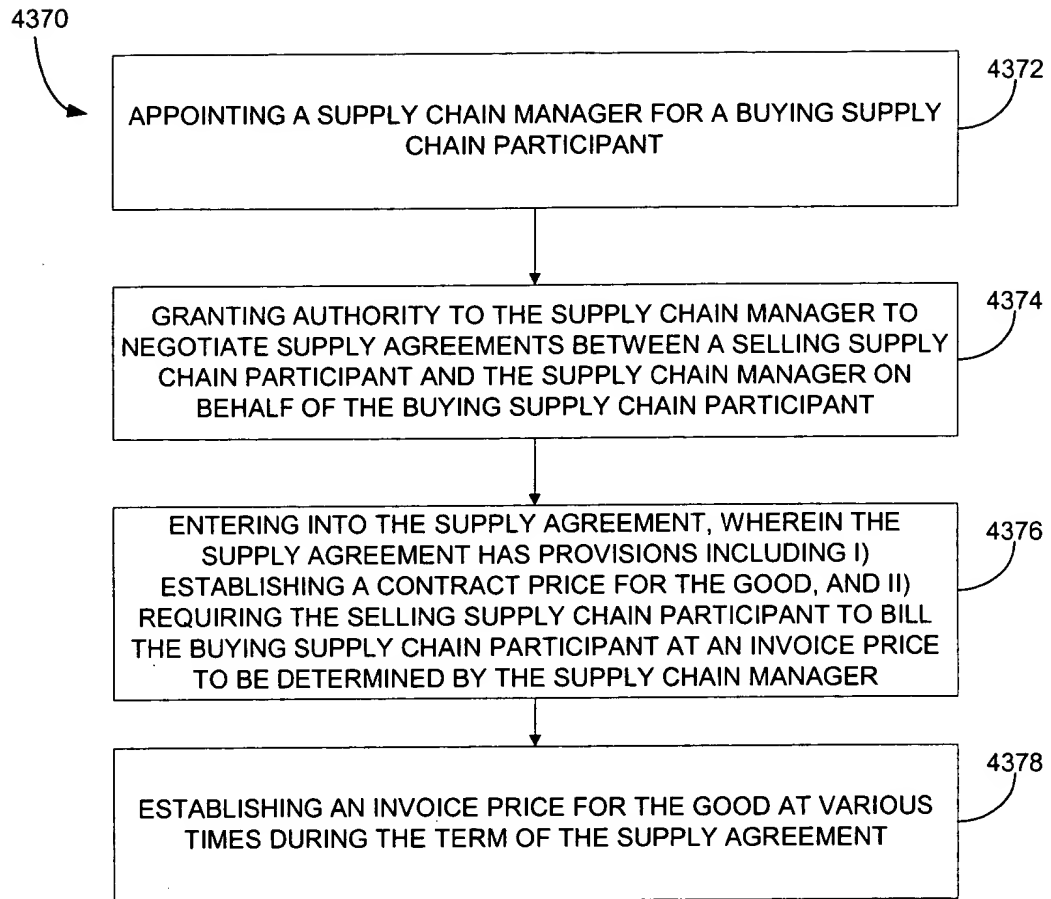 4370
4372
APPOINTING A SUPPLY CHAIN MANAGER FOR A BUYING SUPPLY
CHAIN PARTICIPANT
4374
GRANTING AUTHORITY TO THE SUPPLY CHAIN MANAGER TO
NEGOTIATE SUPPLY AGREEMENTS BETWEEN A SELLING SUPPLY
CHAIN PARTICIPANT AND THE SUPPLY CHAIN MANAGER ON
BEHALF OF THE BUYING SUPPLY CHAIN PARTICIPANT
4376
ENTERING INTO THE SUPPLY AGREEMENT, WHEREIN THE
SUPPLY AGREEMENT HAS PROVISIONS INCLUDING I)
ESTABLISHING A CONTRACT PRICE FOR THE GOOD, AND II)
REQUIRING THE SELLING SUPPLY CHAIN PARTICIPANT TO BILL
THE BUYING SUPPLY CHAIN PARTICIPANT AT AN INVOICE PRICE
TO BE DETERMINED BY THE SUPPLY CHAIN MANAGER
4378
ESTABLISHING AN INVOICE PRICE FOR THE GOOD AT VARIOUS
TIMES DURING THE TERM OF THE SUPPLY AGREEMENT